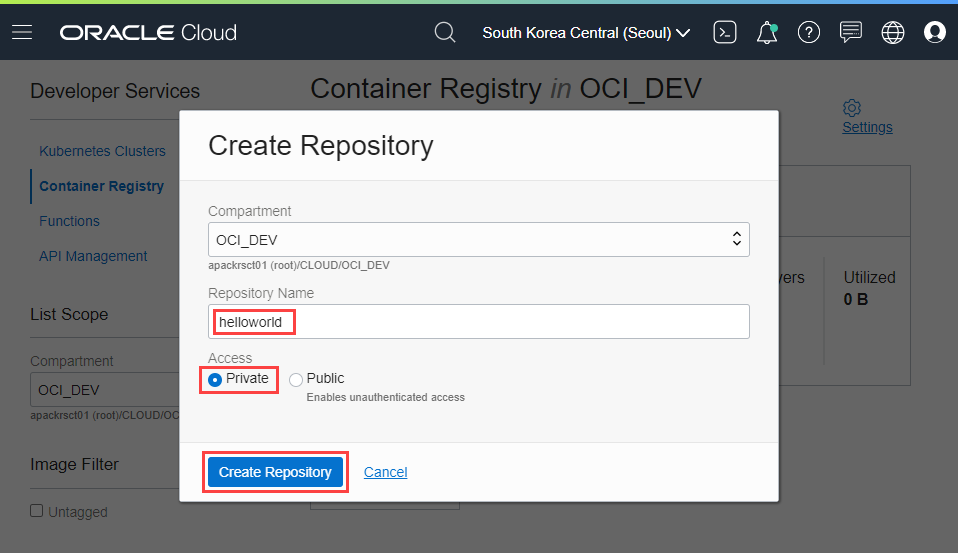 ORACLE Cloud
South Korea Central (Seoul)
Developer Services
Kubernetes Clusters
Container Registry
Functions
API Management
List Scope
Compartment
OCI_DEV
apackrsct01 (root)/CLOUD/OC
Image Filter
Untagged
Container Registry in OCI_DEV
Settings
Utilized
0 B
Create Repository
Compartment
OCI_DEV
apackrsct01 (root)/CLOUD/OCI_DEV
Repository Name
helloworld
Access
Private
Public
Enables unauthenticated access
Create Repository
Cancel